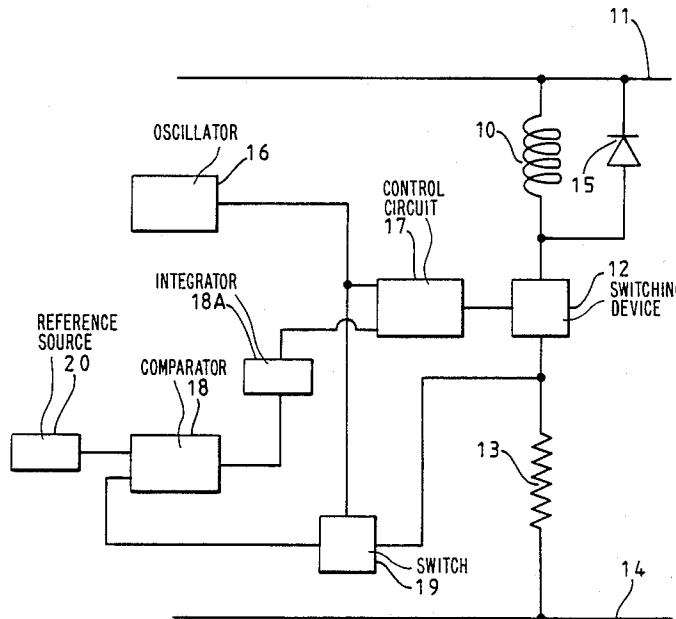 11
10
15
OSCILLATOR
16
CONTROL
CIRCUIT
17
12
SWITCHING
DEVICE
INTEGRATOR
18A
REFERENCE
SOURCE
20
COMPARATOR
18
13
SWITCH
19
14